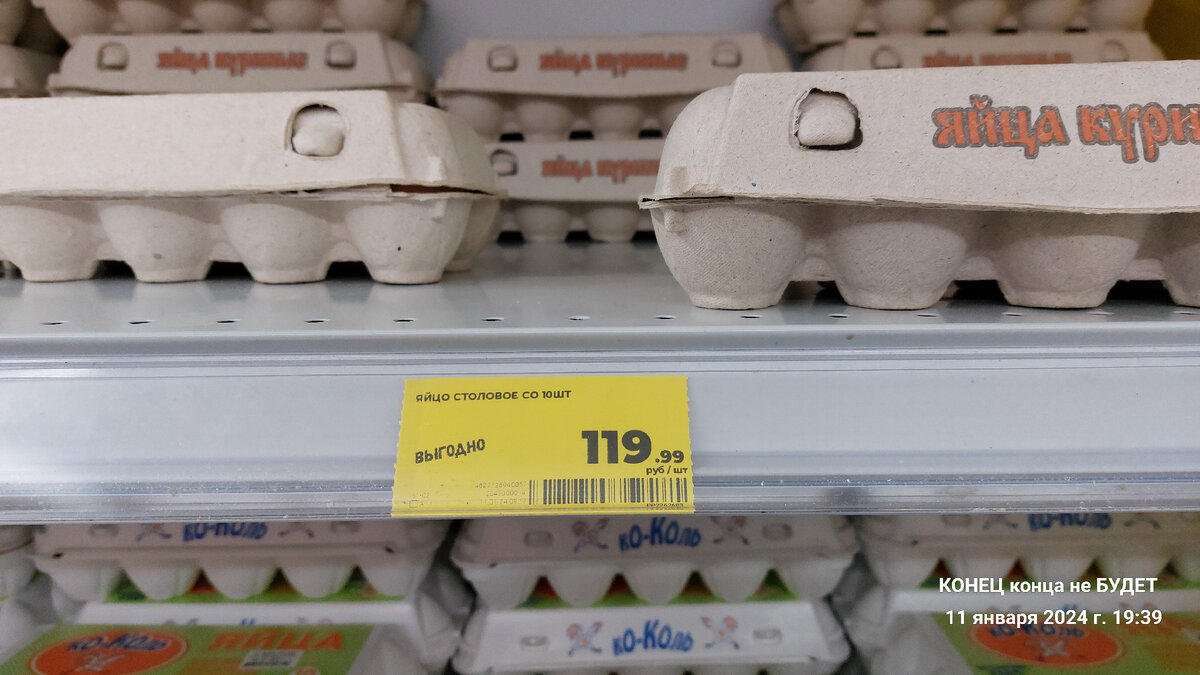 яйца куриные
яйца куриные
яйца кури
яйца кури
ЯЙЦО СТОЛОВОЕ СО 10ШТ
ВЫГОДНО
119.99
руб / шт
ко-Коль
ко-Коль
ко-Коль
КОНЕЦ конца не БУДЕТ
11 января 2024 г. 19:39
ко-Коль
ко-Коль
ЯЙЦА